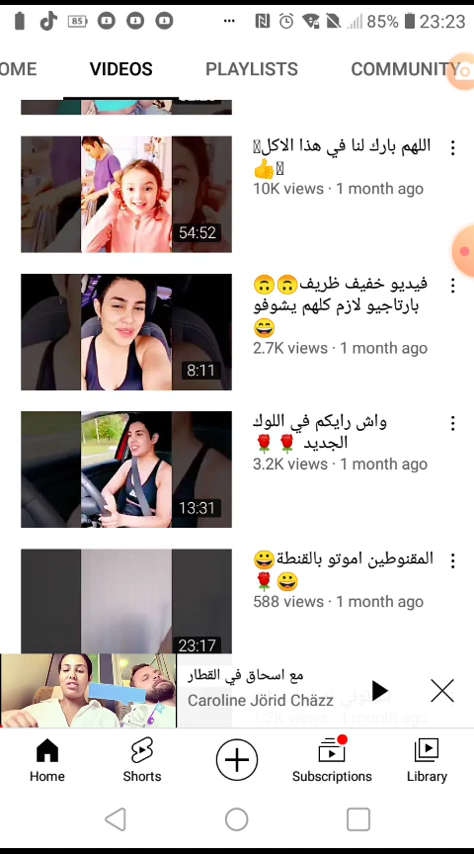 85
85% 23:23
OME VIDEOS PLAYLISTS COMMUNITY
اللهم بارك لنا في هذا الاكل
👍
10K views · 1 month ago
54:52
فيديو خفيف ظريف🙃🙃
بارتاجيو لازم كلهم يشوفو
😄
2.7K views · 1 month ago
8:11
واش رايكم في اللوك
الجديد 🌹🌹
3.2K views · 1 month ago
13:31
المقنوطين اموتو بالقنطة😀
🌹😀
588 views · 1 month ago
23:17
مع اسحاق في القطار
Caroline Jörid Chäzz
Home Shorts Subscriptions Library